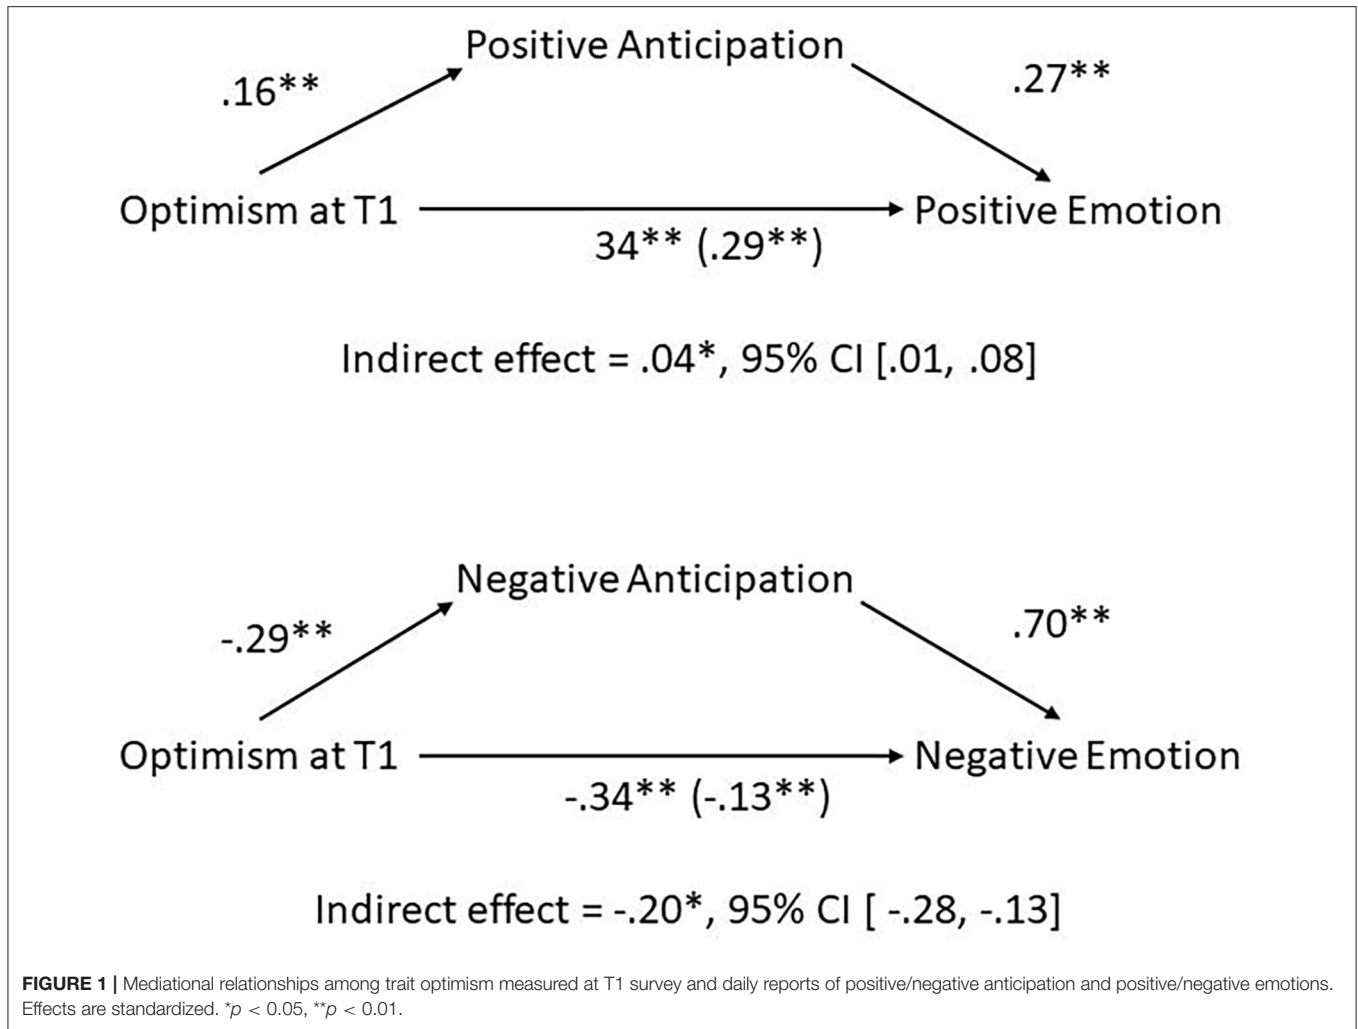 Positive Anticipation
.16**
.27**
Optimism at T1
Positive Emotion
34** (.29**)
Indirect effect = .04*, 95% CI [.01, .08]
Negative Anticipation
-.29**
.70**
Optimism at T1
Negative Emotion
-.34** (-.13**)
Indirect effect = -.20*, 95% CI [ -.28, -.13]
FIGURE 1 | Mediational relationships among trait optimism measured at T1 survey and daily reports of positive/negative anticipation and positive/negative emotions.
Effects are standardized. *p < 0.05, **p < 0.01.